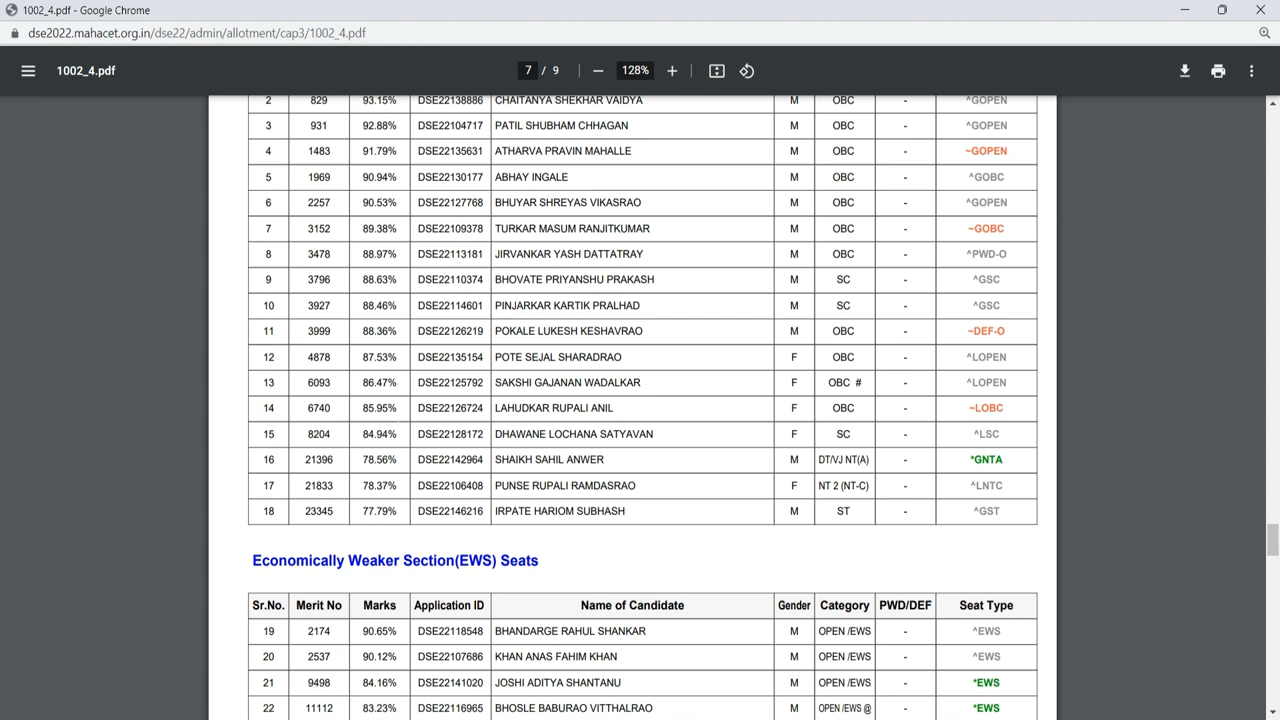 1002_4.pdf - Google Chrome
dse2022.mahacet.org.in/dse22/admin/allotment/cap3/1002_4.pdf
1002_4.pdf 7 / 9 128%
2 829 93.15% DSE22138886 CHAITANYA SHEKHAR VAIDYA M OBC - ^GOPEN
3 931 92.88% DSE22104717 PATIL SHUBHAM CHHAGAN M OBC - ^GOPEN
4 1483 91.79% DSE22135631 ATHARVA PRAVIN MAHALLE M OBC - ~GOPEN
5 1969 90.94% DSE22130177 ABHAY INGALE M OBC - ^GOBC
6 2257 90.53% DSE22127768 BHUYAR SHREYAS VIKASRAO M OBC - ^GOPEN
7 3152 89.38% DSE22109378 TURKAR MASUM RANJITKUMAR M OBC - ~GOBC
8 3478 88.97% DSE22113181 JIRVANKAR YASH DATTATRAY M OBC - ^PWD-O
9 3796 88.63% DSE22110374 BHOVATE PRIYANSHU PRAKASH M SC - ^GSC
10 3927 88.46% DSE22114601 PINJARKAR KARTIK PRALHAD M SC - ^GSC
11 3999 88.36% DSE22126219 POKALE LUKESH KESHAVRAO M OBC - ~DEF-O
12 4878 87.53% DSE22135154 POTE SEJAL SHARADRAO F OBC - ^LOPEN
13 6093 86.47% DSE22125792 SAKSHI GAJANAN WADALKAR F OBC # - ^LOPEN
14 6740 85.95% DSE22126724 LAHUDKAR RUPALI ANIL F OBC - ~LOBC
15 8204 84.94% DSE22128172 DHAWANE LOCHANA SATYAVAN F SC - ^LSC
16 21396 78.56% DSE22142964 SHAIKH SAHIL ANWER M DT/VJ NT(A) - *GNTA
17 21833 78.37% DSE22106408 PUNSE RUPALI RAMDASRAO F NT 2 (NT-C) - ^LNTC
18 23345 77.79% DSE22146216 IRPATE HARIOM SUBHASH M ST - ^GST
Economically Weaker Section(EWS) Seats
Sr.No. Merit No Marks Application ID Name of Candidate Gender Category PWD/DEF Seat Type
19 2174 90.65% DSE22118548 BHANDARGE RAHUL SHANKAR M OPEN /EWS - ^EWS
20 2537 90.12% DSE22107686 KHAN ANAS FAHIM KHAN M OPEN /EWS - ^EWS
21 9498 84.16% DSE22141020 JOSHI ADITYA SHANTANU M OPEN /EWS - *EWS
22 11112 83.23% DSE22116965 BHOSLE BABURAO VITTHALRAO M OPEN /EWS @ - *EWS